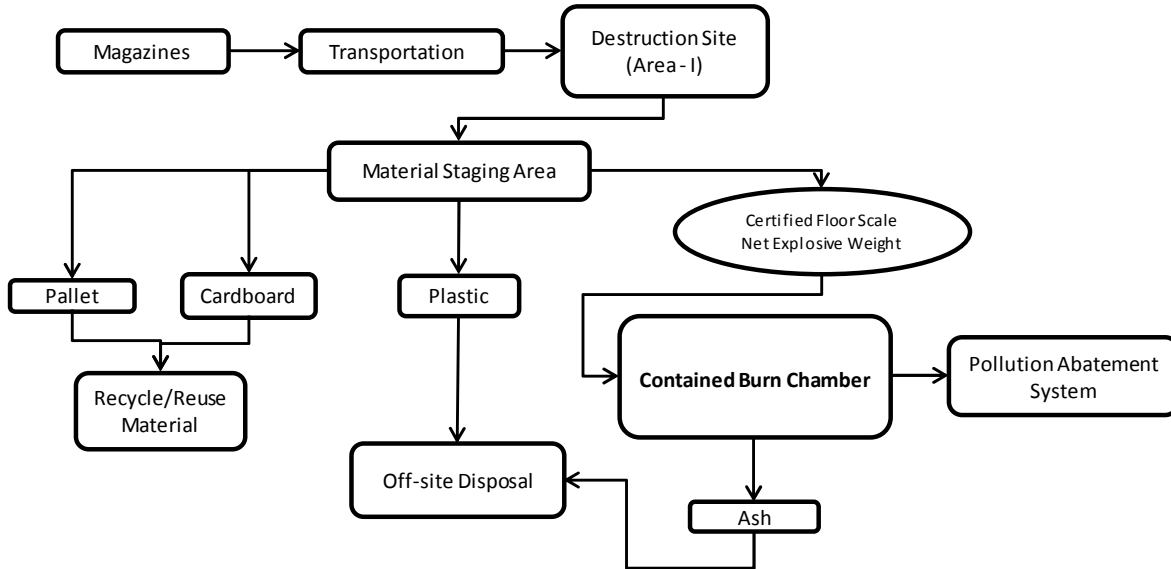 Magazines
Transportation
Destruction Site
(Area - I)
Material Staging Area
Certified Floor Scale
Net Explosive Weight
Pallet
Cardboard
Plastic
Contained Burn Chamber
Pollution Abatement
System
Recycle/Reuse
Material
Off-site Disposal
Ash